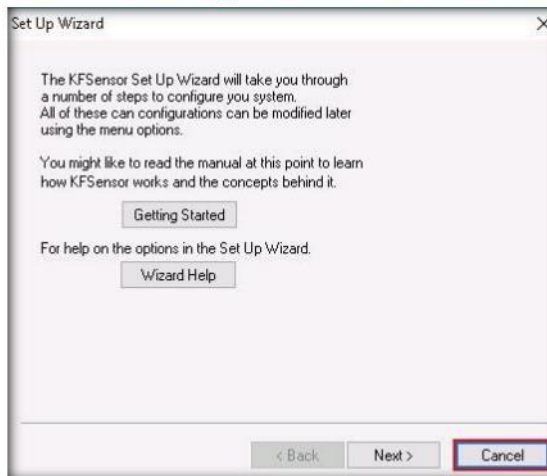 Set Up Wizard
The KFSensor Set Up Wizard will take you through
a number of steps to configure you system.
All of these can configurations can be modified later
using the menu options.
You might like to read the manual at this point to learn
how KFSensor works and the concepts behind it.
Getting Started
For help on the options in the Set Up Wizard.
Wizard Help
< Back Next > Cancel